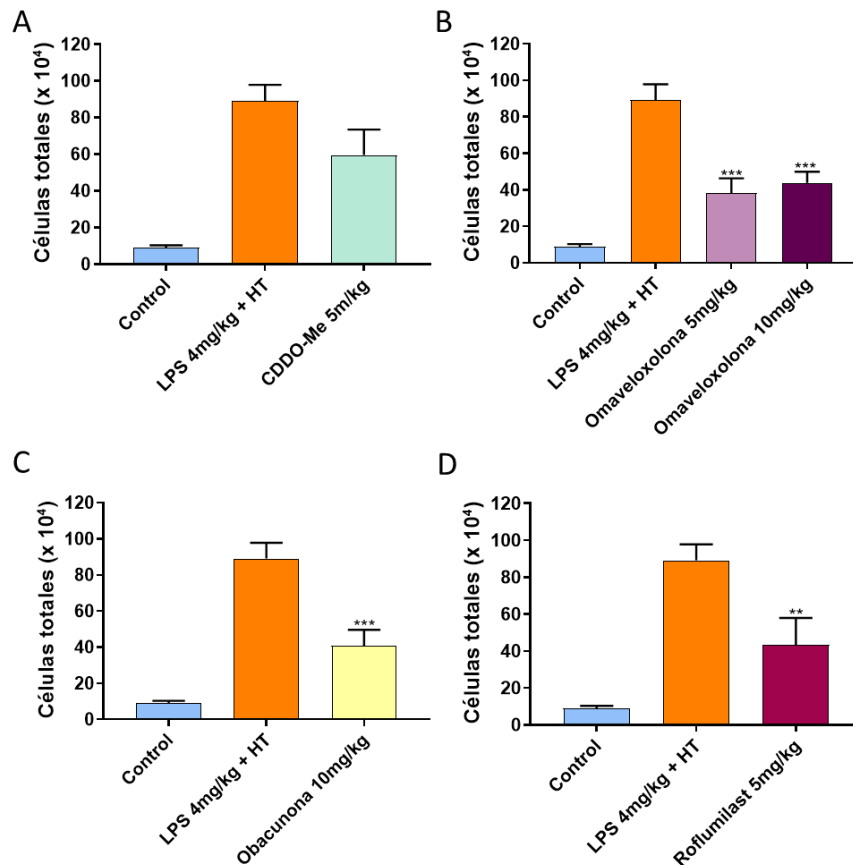 A
Células totales (x 10⁴)
120
100
80
60
40
20
0
Control
LPS 4mg/kg + HT
CDDO-Me 5m/kg
B
Células totales (x 10⁴)
120
100
80
60
40
20
0
***
***
Control
LPS 4mg/kg + HT
Omaveloxolona 5mg/kg
Omaveloxolona 10mg/kg
C
Células totales (x 10⁴)
120
100
80
60
40
20
0
***
Control
LPS 4mg/kg + HT
Obacunona 10mg/kg
D
Células totales (x 10⁴)
120
100
80
60
40
20
0
**
Control
LPS 4mg/kg + HT
Roflumilast 5mg/kg